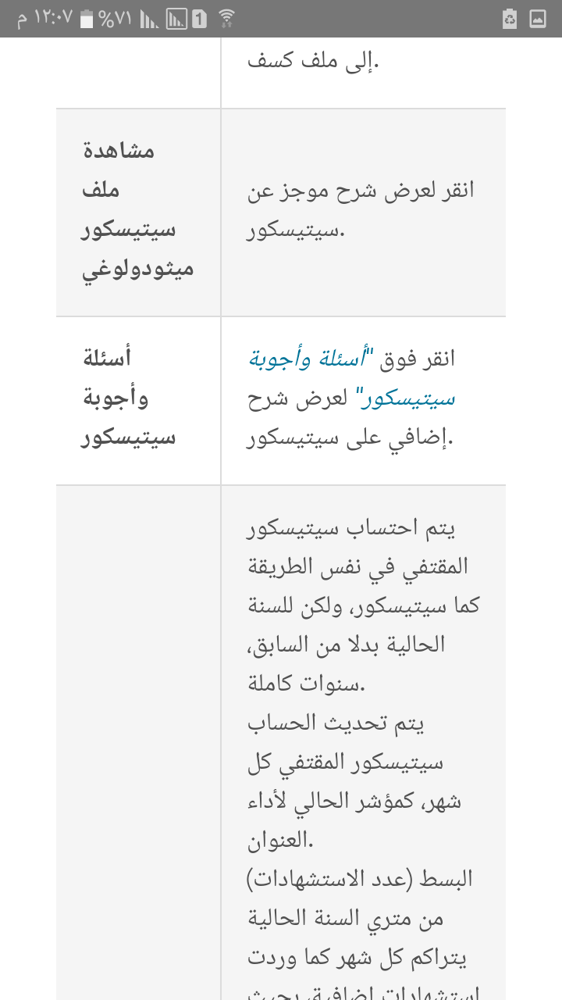 م ١٢:٠٧ %٧١ 1
إلى ملف كسف.
مشاهدة
ملف
سيتيسكور
ميثودولوغي
انقر لعرض شرح موجز عن
سيتيسكور.
أسئلة
وأجوبة
سيتيسكور
انقر فوق "أسئلة وأجوبة
سيتيسكور" لعرض شرح
إضافي على سيتيسكور.
يتم احتساب سيتيسكور
المقتفي في نفس الطريقة
كما سيتيسكور، ولكن للسنة
الحالية بدلا من السابق،
سنوات كاملة.
يتم تحديث الحساب
سيتيسكور المقتفي كل
شهر، كمؤشر الحالي لأداء
العنوان.
البسط (عدد الاستشهادات)
من متري السنة الحالية
يتراكم كل شهر كما وردت
استشهادات إضافية، بحيث